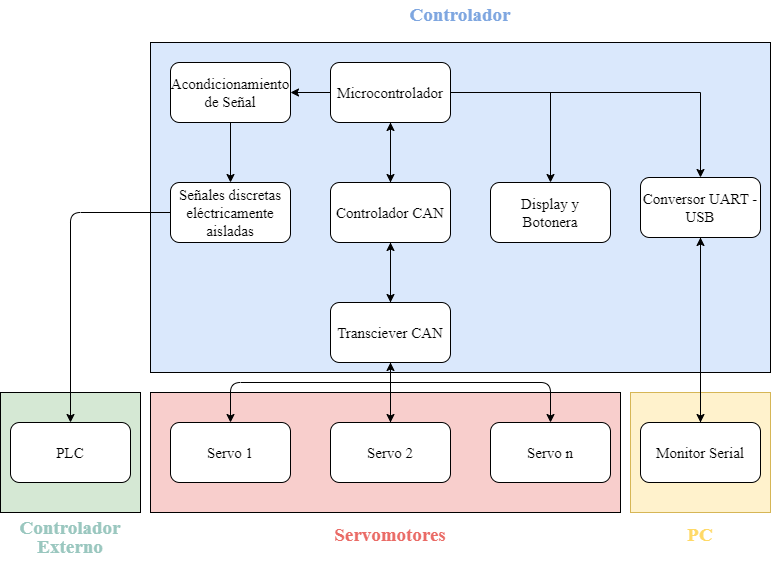 Controlador
Acondicionamiento
de Señal
Microcontrolador
Señales discretas
eléctricamente
aisladas
Controlador CAN
Display y
Botonera
Conversor UART -
USB
Transciever CAN
PLC
Servo 1
Servo 2
Servo n
Monitor Serial
Controlador
Externo
Servomotores
PC